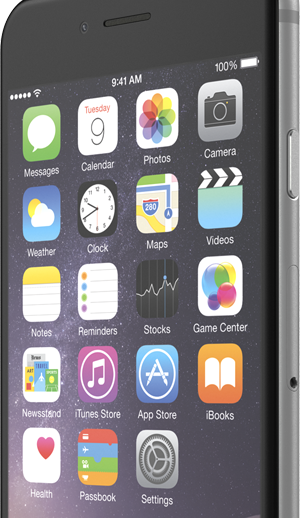 9:41 AM 100%
Tuesday
9
Messages Calendar Photos Camera
280
Weather Clock Maps Videos
Notes Reminders Stocks Game Center
Newsstand iTunes Store App Store iBooks
Health Passbook Settings